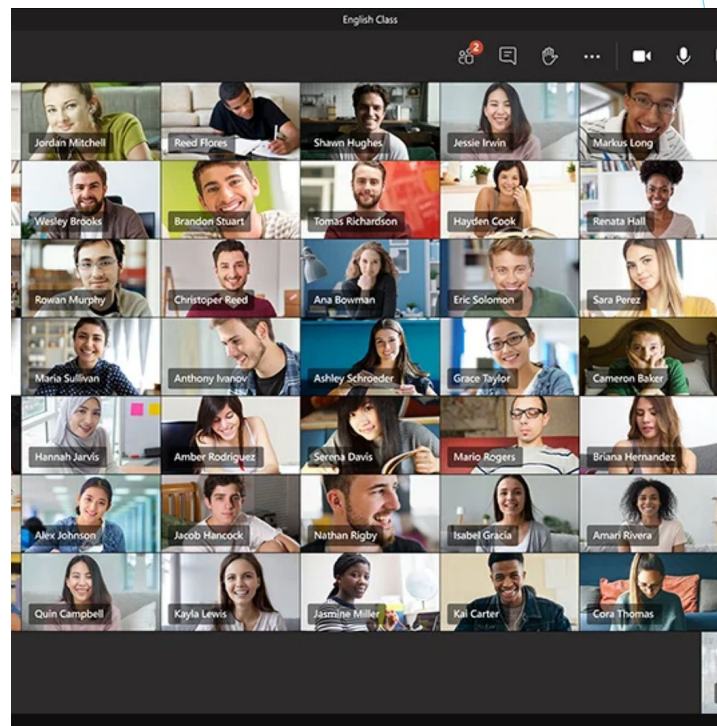 English Class
2
Jordan Mitchell
Reed Flores
Shawn Hughes
Jessie Irwin
Markus Long
Wesley Brooks
Brandon Stuart
Tomas Richardson
Hayden Cook
Renata Hall
Rowan Murphy
Christoper Reed
Ana Bowman
Eric Solomon
Sara Perez
Maria Sullivan
Anthony Ivanov
Ashley Schroeder
Grace Taylor
Cameron Baker
Hannah Jarvis
Amber Rodriguez
Serena Davis
Mario Rogers
Briana Hernandez
Alex Johnson
Jacob Hancock
Nathan Rigby
Isabel Gracia
Amari Rivera
Quin Campbell
Kayla Lewis
Jasmine Miller
Kai Carter
Cora Thomas